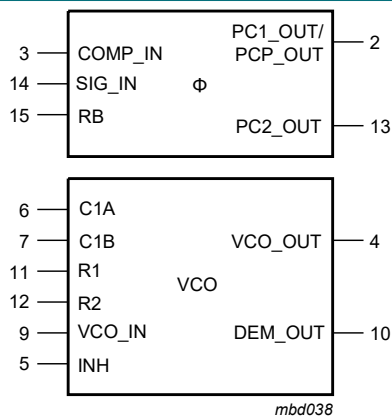 PC1_OUT/
3 COMP_IN PCP_OUT 2
14 SIG_IN Φ
15 RB PC2_OUT 13
6 C1A
7 C1B VCO_OUT 4
11 R1
VCO
12 R2
9 VCO_IN DEM_OUT 10
5 INH
mbd038